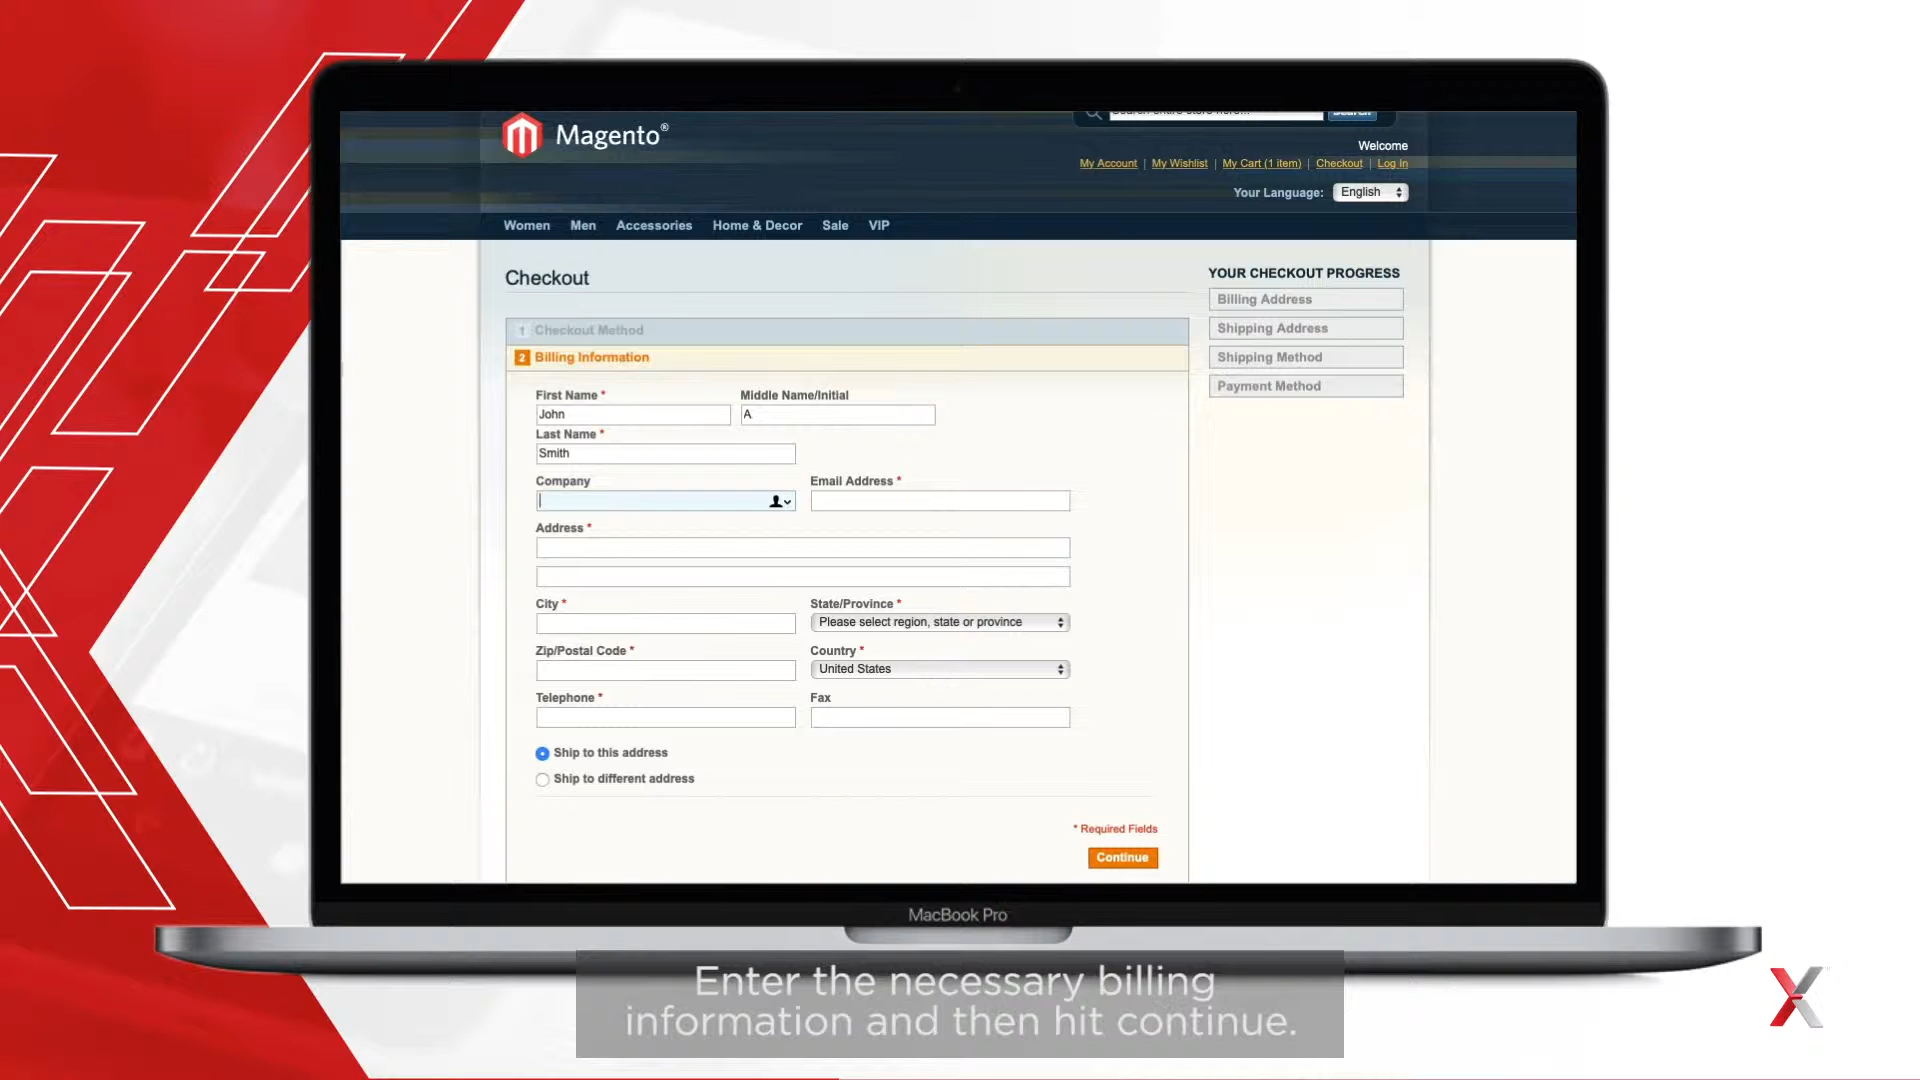 Magento®
Search
Welcome
My Account | My Wishlist | My Cart (1 item) | Checkout | Log In
Your Language: English
Women Men Accessories Home & Decor Sale VIP
Checkout
YOUR CHECKOUT PROGRESS
Billing Address
Shipping Address
Shipping Method
Payment Method
1 Checkout Method
2 Billing Information
First Name * Middle Name/Initial
John A
Last Name *
Smith
Company Email Address *
Address *
City * State/Province *
Please select region, state or province
Zip/Postal Code * Country *
United States
Telephone * Fax
Ship to this address
Ship to different address
* Required Fields
Continue
MacBook Pro
Enter the necessary billing
information and then hit continue.